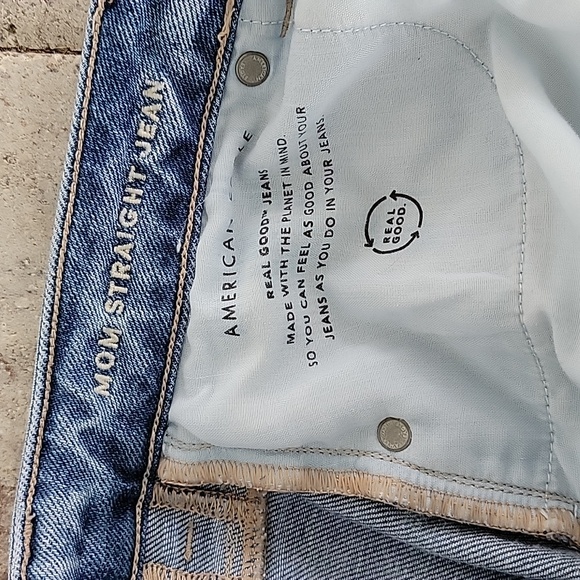 MOM STRAIGHT JEAN
AMERICAN
REAL GOOD™ JEANS
MADE WITH THE PLANET IN MIND.
SO YOU CAN FEEL AS GOOD ABOUT YOUR
JEANS AS YOU DO IN YOUR JEANS.
REAL
GOOD.